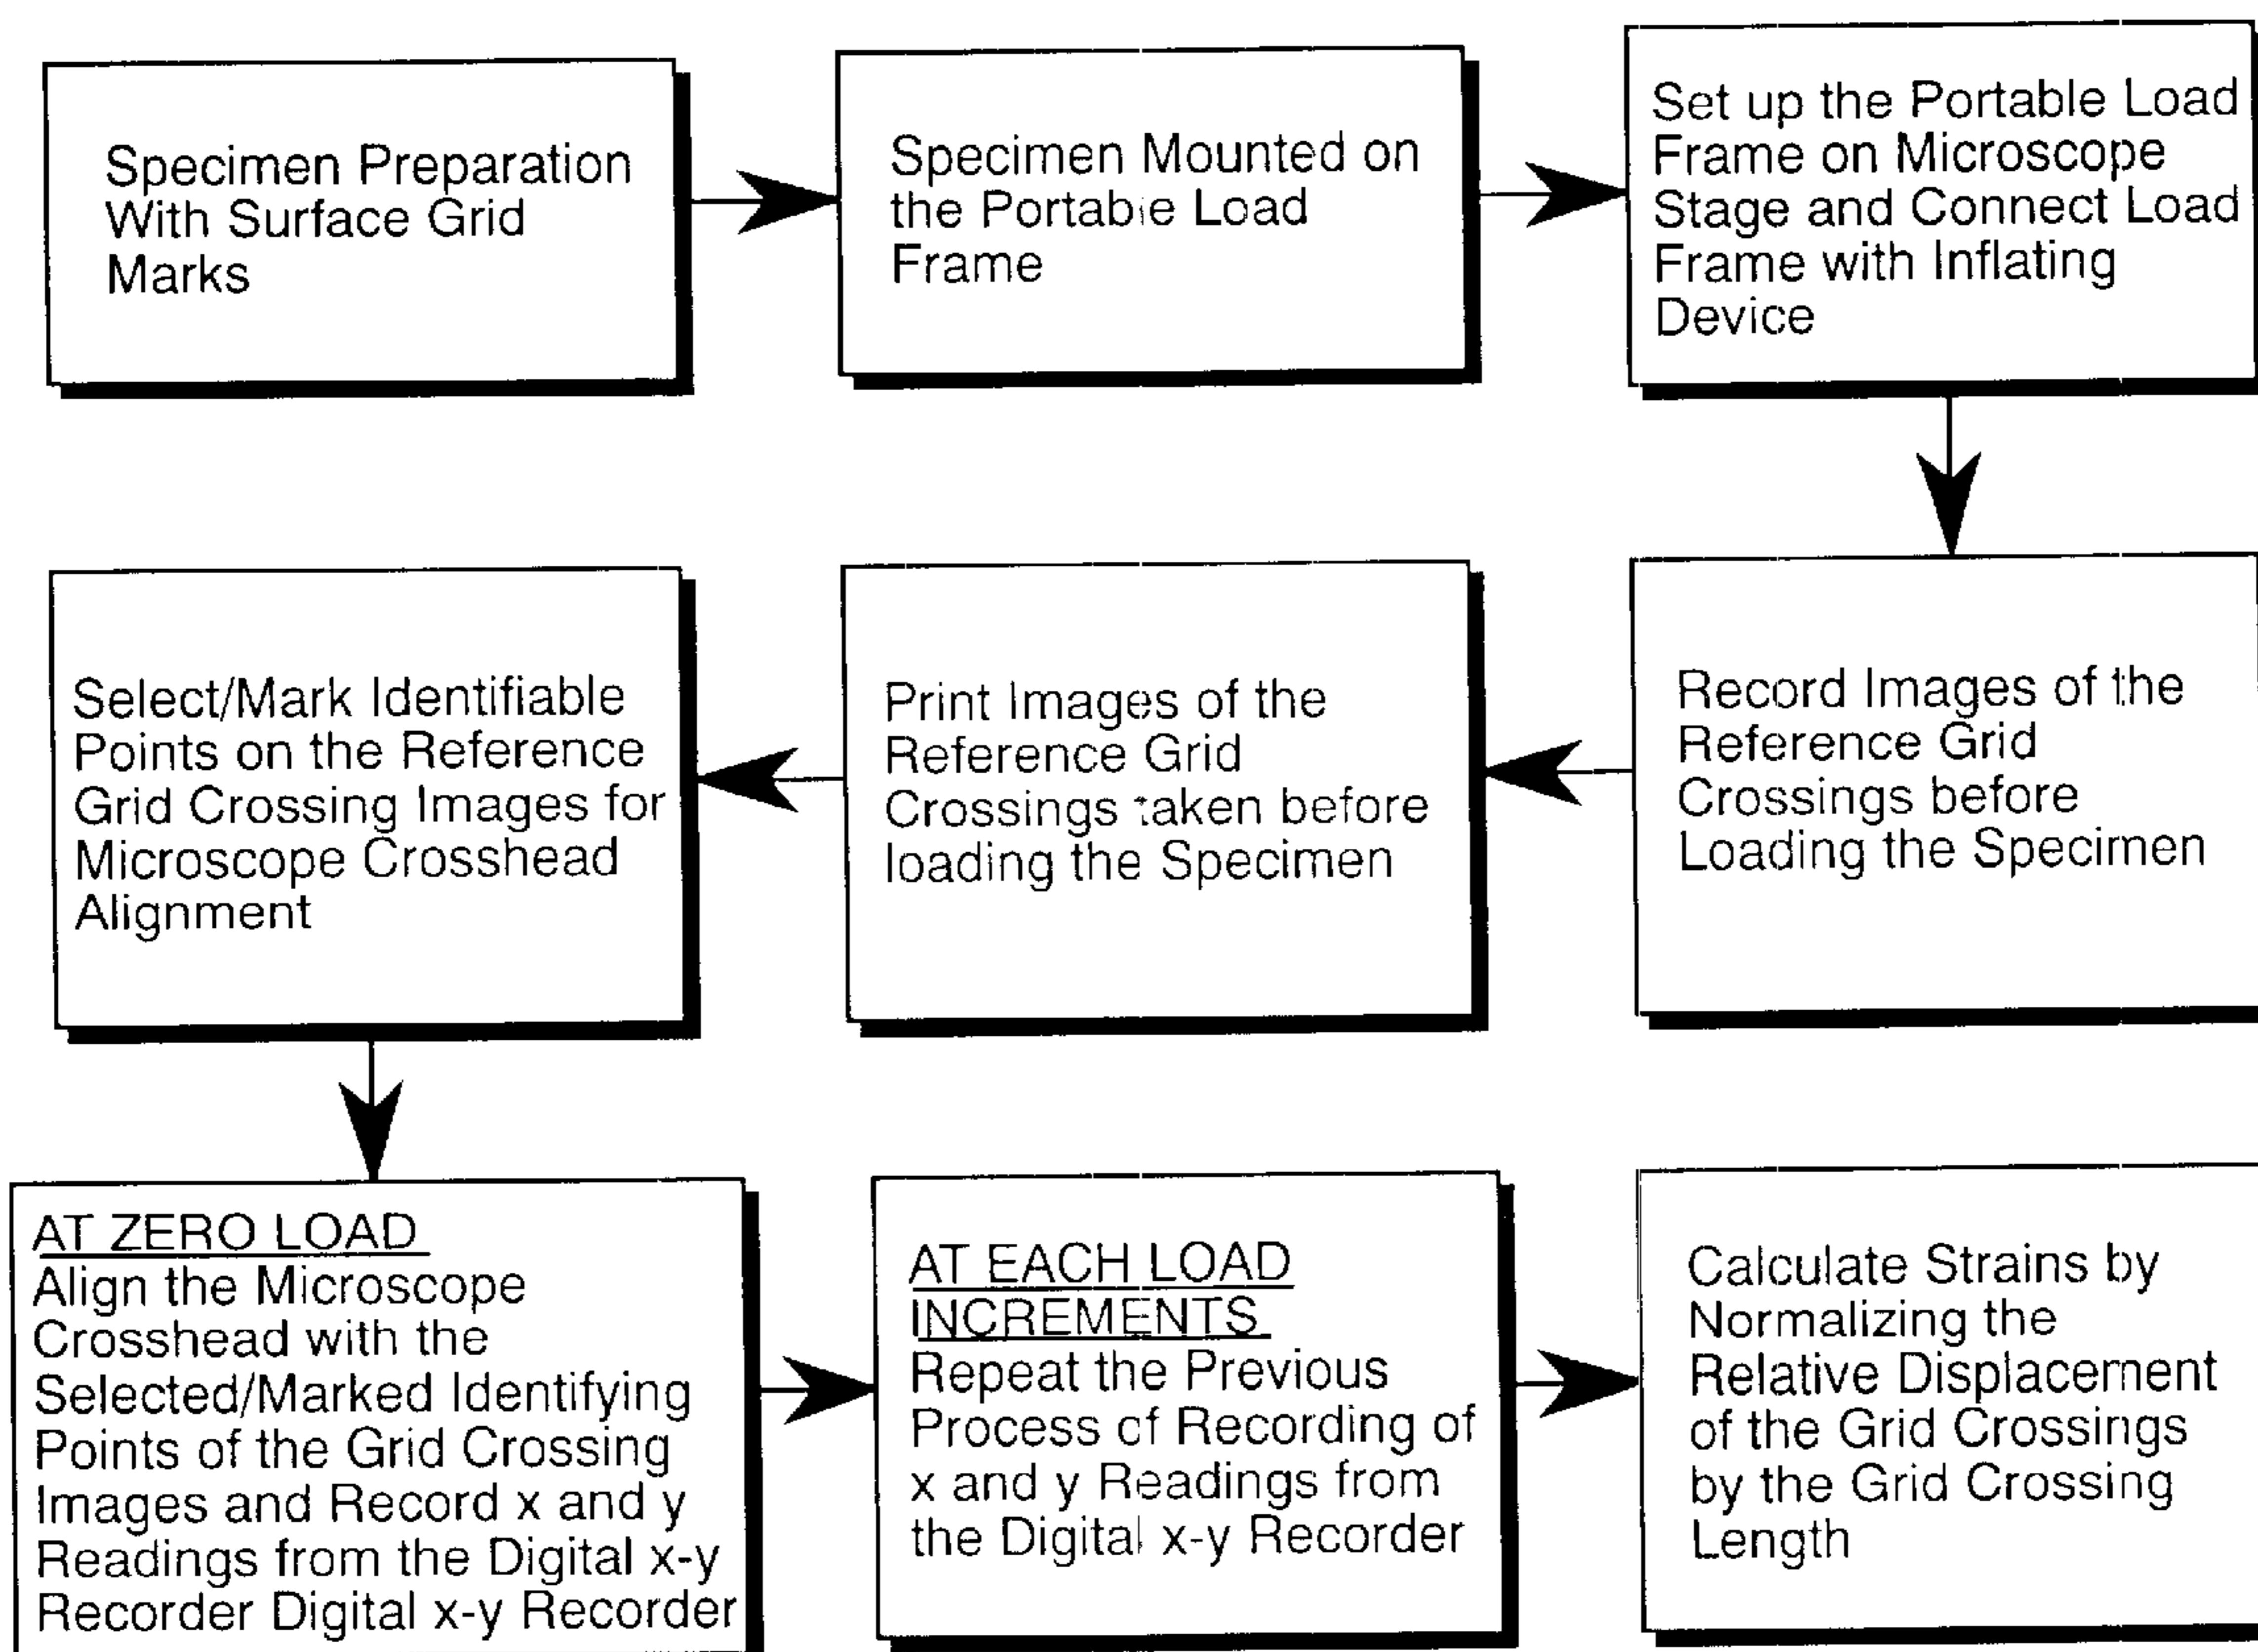 Specimen Preparation
With Surface Grid
Marks
Specimen Mounted on
the Portable Load
Frame
Set up the Portable Load
Frame on Microscope
Stage and Connect Load
Frame with Inflating
Device
Record Images of the
Reference Grid
Crossings before
Loading the Specimen
Print Images of the
Reference Grid
Crossings taken before
loading the Specimen
Select/Mark Identifiable
Points on the Reference
Grid Crossing Images for
Microscope Crosshead
Alignment
AT ZERO LOAD
Align the Microscope
Crosshead with the
Selected/Marked Identifying
Points of the Grid Crossing
Images and Record x and y
Readings from the Digital x-y
Recorder Digital x-y Recorder
AT EACH LOAD
INCREMENTS
Repeat the Previous
Process of Recording of
x and y Readings from
the Digital x-y Recorder
Calculate Strains by
Normalizing the
Relative Displacement
of the Grid Crossings
by the Grid Crossing
Length